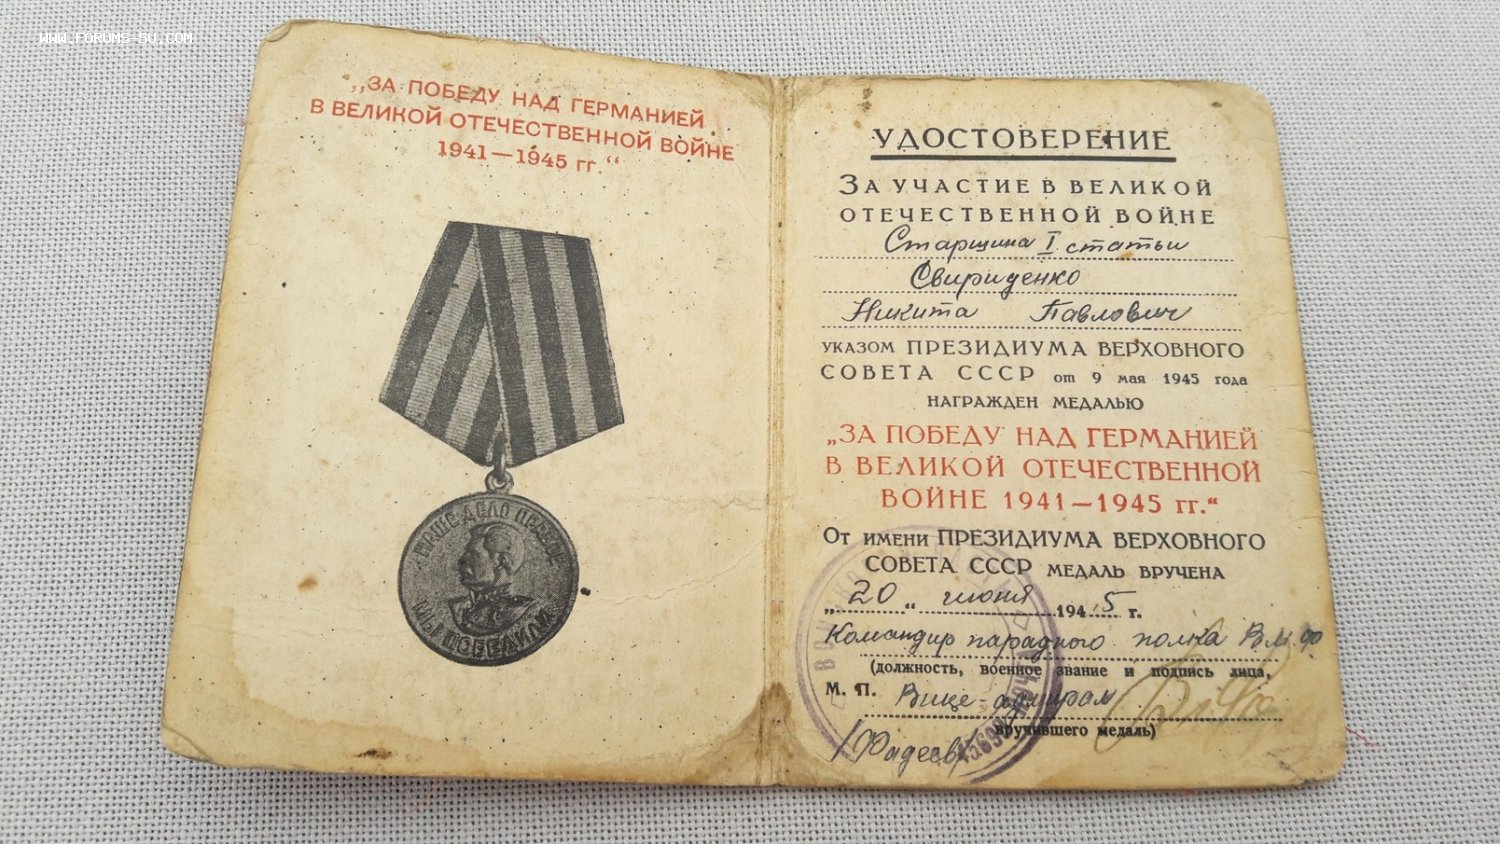 WWW.FORUMS-SU.COM
„ЗА ПОБЕДУ НАД ГЕРМАНИЕЙ
В ВЕЛИКОЙ ОТЕЧЕСТВЕННОЙ ВОЙНЕ
1941—1945 гг“
НАШЕ ДЕЛО ПРАВОЕ
МЫ ПОБЕДИЛИ
УДОСТОВЕРЕНИЕ
ЗА УЧАСТИЕ В ВЕЛИКОЙ
ОТЕЧЕСТВЕННОЙ ВОЙНЕ
Старшина I статьи
Свириденко
Никита Павлович
УКАЗОМ ПРЕЗИДИУМА ВЕРХОВНОГО
СОВЕТА СССР от 9 мая 1945 года
НАГРАЖДЕН МЕДАЛЬЮ
„ЗА ПОБЕДУ НАД ГЕРМАНИЕЙ
В ВЕЛИКОЙ ОТЕЧЕСТВЕННОЙ
ВОЙНЕ 1941—1945 гг.“
От имени ПРЕЗИДИУМА ВЕРХОВНОГО
СОВЕТА СССР МЕДАЛЬ ВРУЧЕНА
„20“ июня 1945 г.
Командир парадного полка ВМФ
(должность, военное звание и подпись лица,
М. П. Вице-адмирал
вручившего медаль)
/Фадеев/